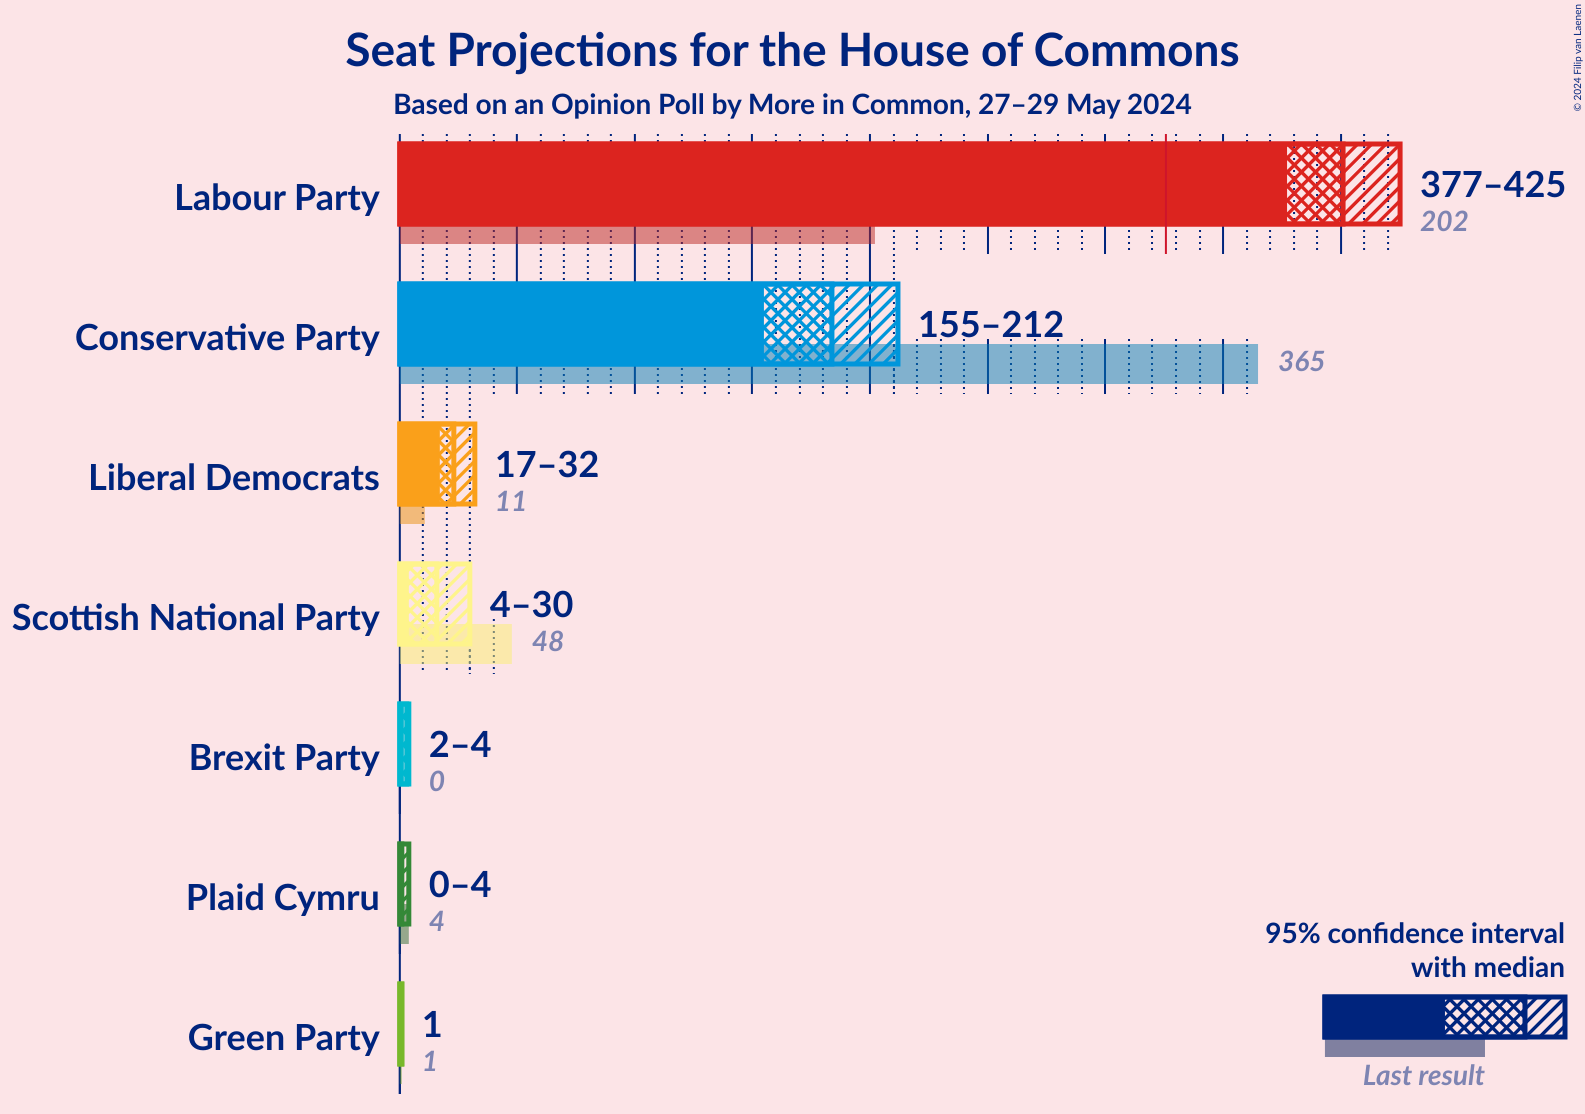 Seat Projections for the House of Commons
Based on an Opinion Poll by More in Common, 27–29 May 2024
© 2024 Filip van Laenen
Labour Party
377–425
202
Conservative Party
155–212
365
Liberal Democrats
17–32
11
Scottish National Party
4–30
48
Brexit Party
2–4
0
Plaid Cymru
0–4
4
Green Party
1
1
95% confidence interval
with median
Last result